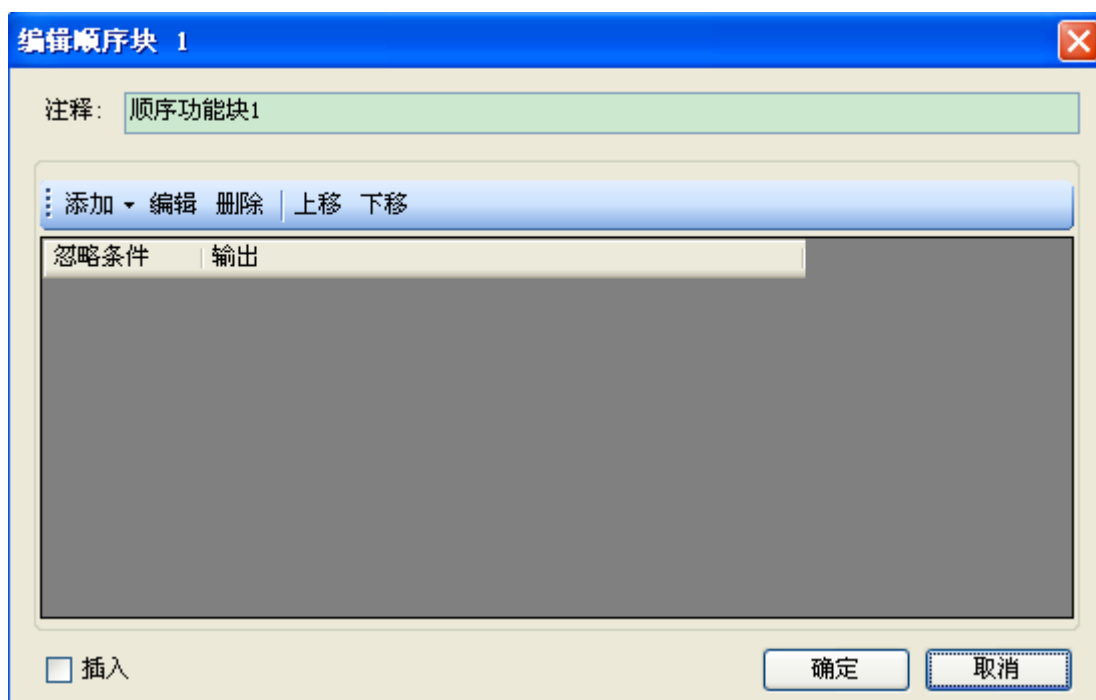 编辑顺序块 1
注释: 顺序功能块1
添加 编辑 删除 上移 下移
忽略条件 输出
插入 确定 取消